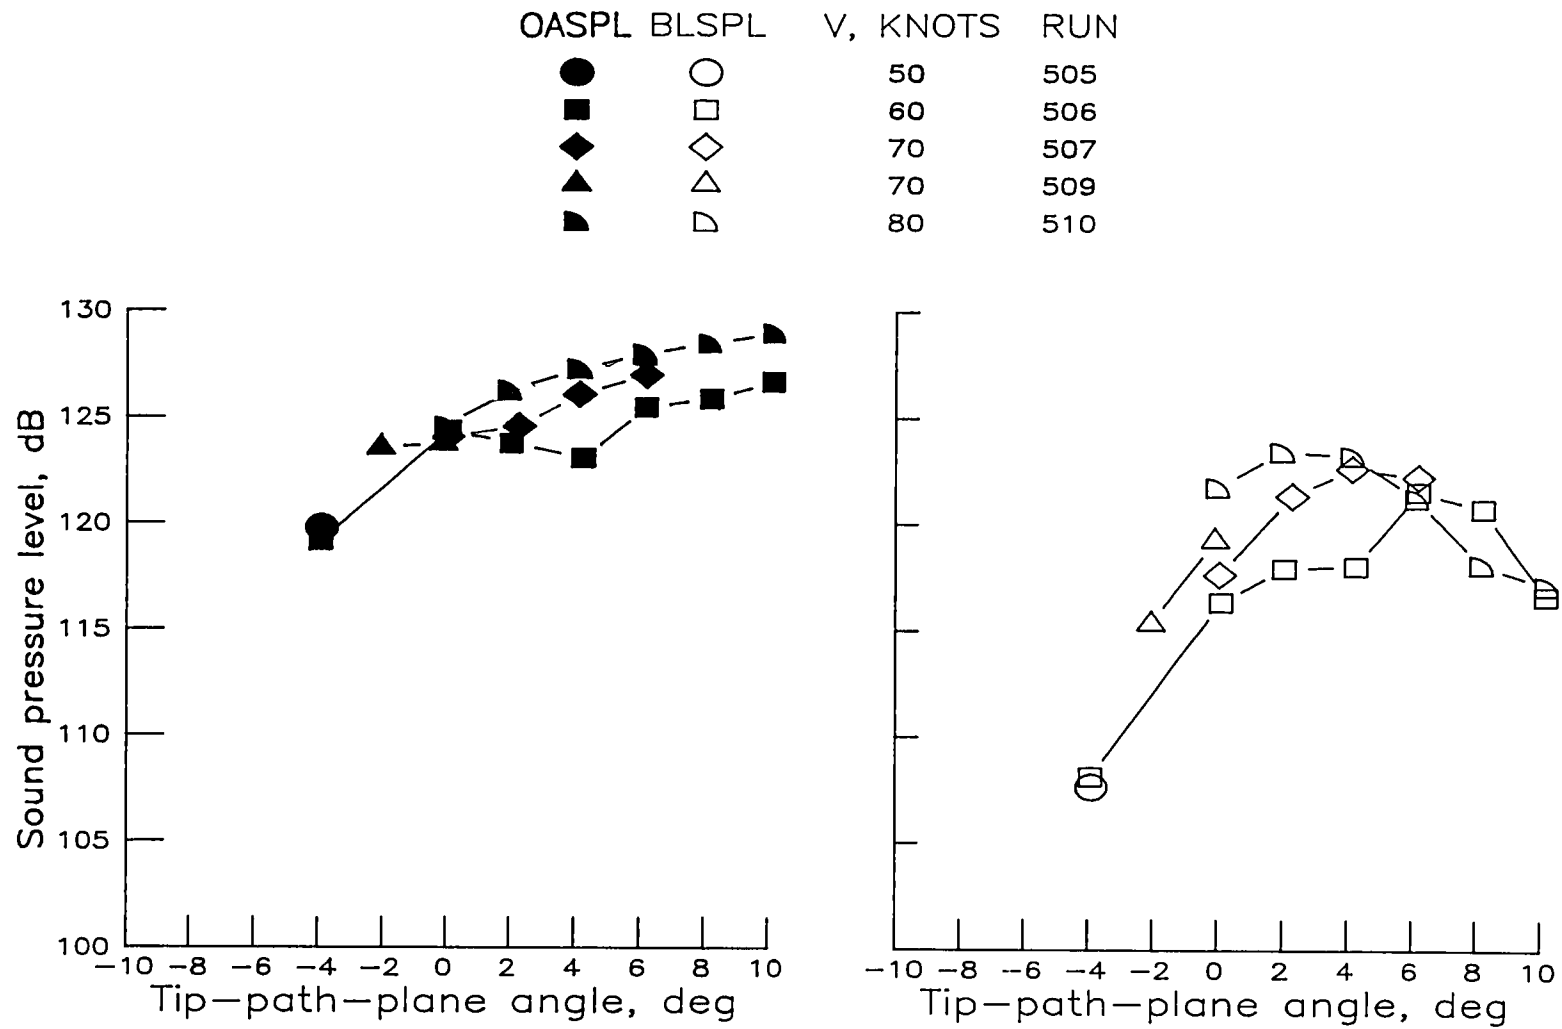 OASPL BLSPL V, KNOTS RUN
50 505
60 506
70 507
70 509
80 510
130
125
120
115
110
105
100
Sound pressure level, dB
-10 -8 -6 -4 -2 0 2 4 6 8 10
Tip-path-plane angle, deg
-10 -8 -6 -4 -2 0 2 4 6 8 10
Tip-path-plane angle, deg